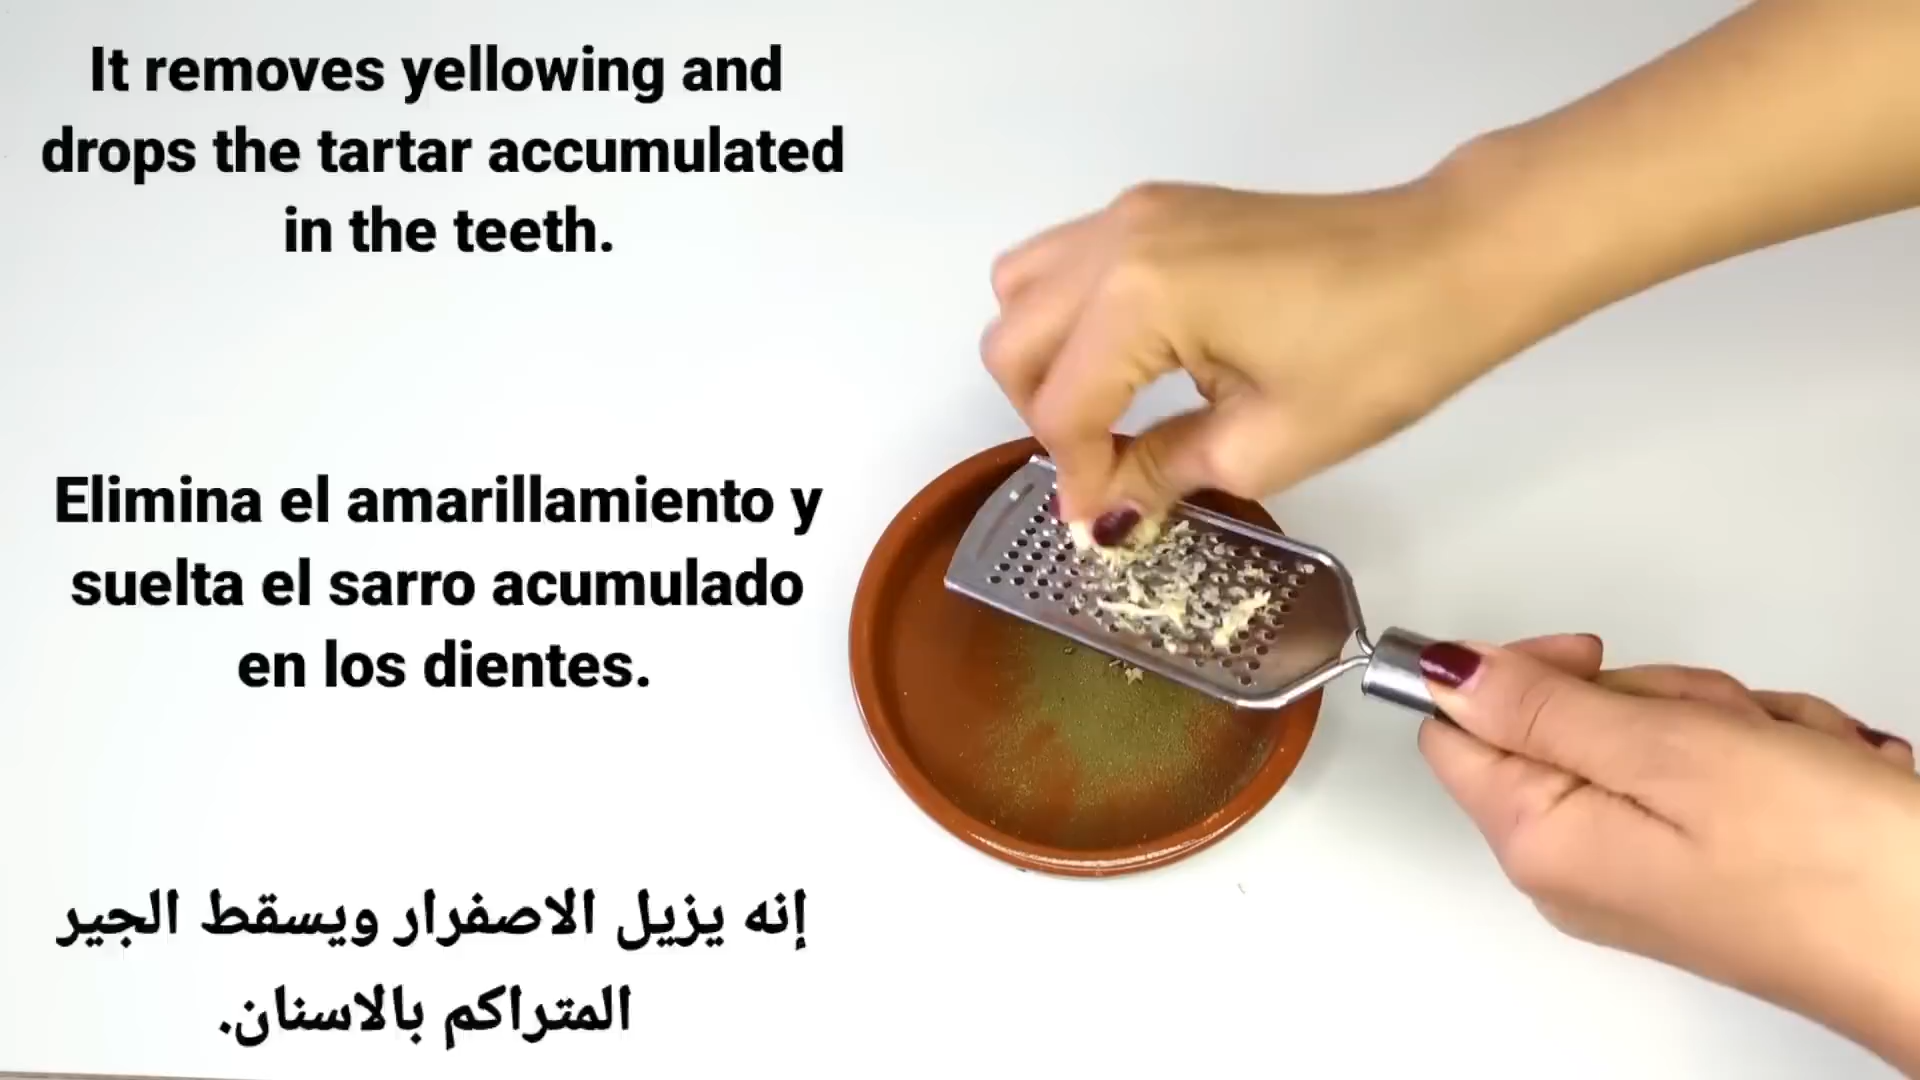 It removes yellowing and
drops the tartar accumulated
in the teeth.
Elimina el amarillamiento y
suelta el sarro acumulado
en los dientes.
إنه يزيل الاصفرار ويسقط الجير
المتراكم بالاسنان.